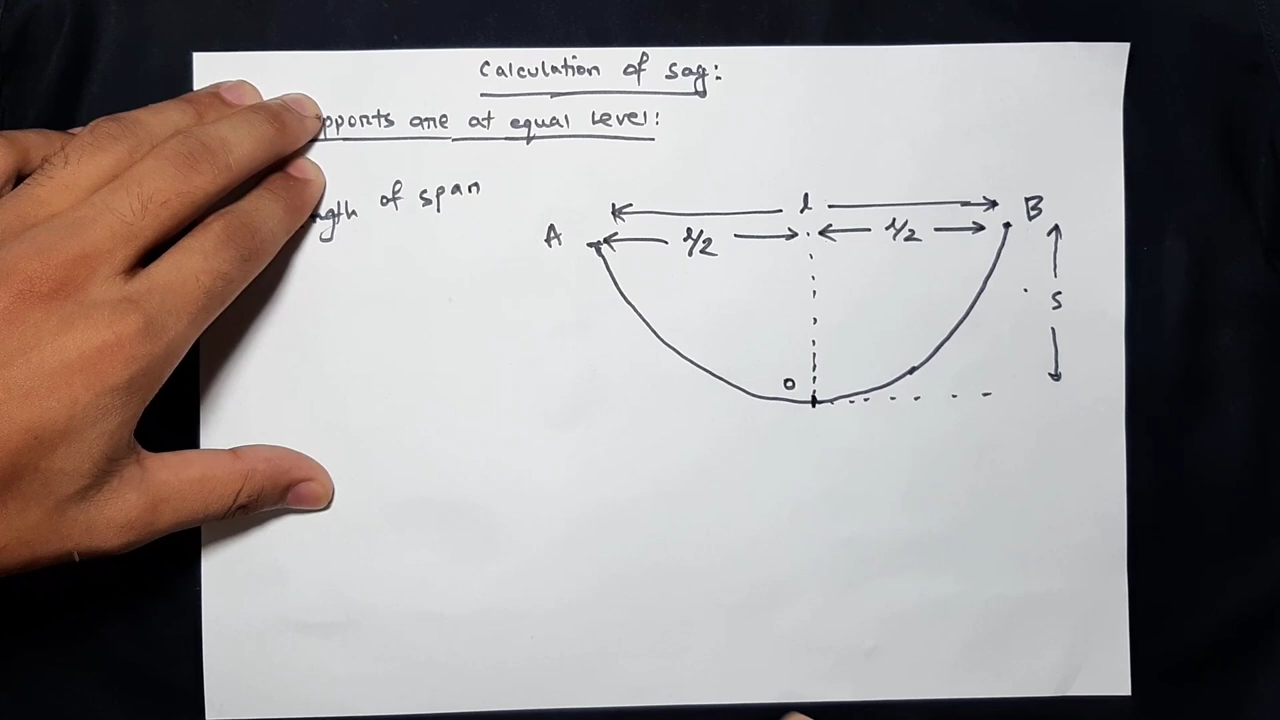 Calculation of sag:
pports are at equal Level:
ngth of span
l
A l/2 l/2 B
S
o